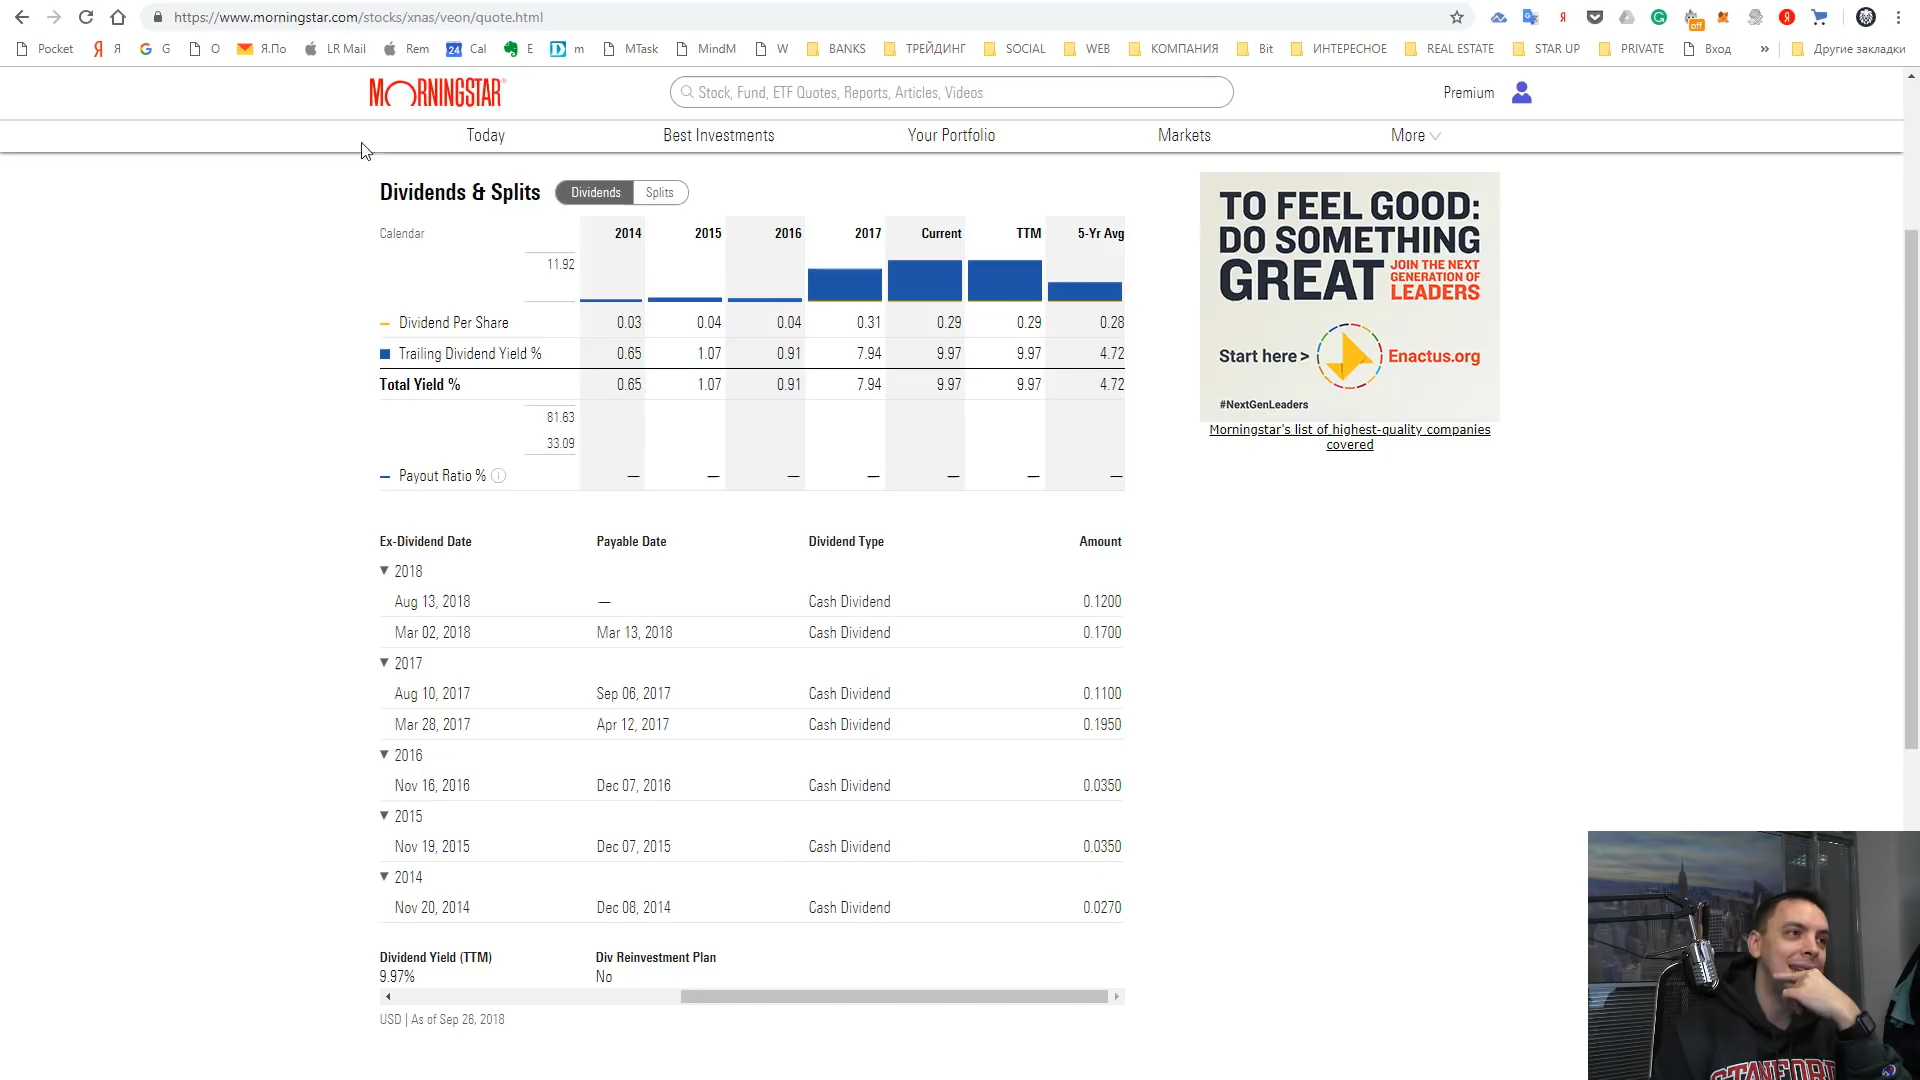 https://www.morningstar.com/stocks/xnas/veon/quote.html
Pocket Я Я G G O Я.По LR Mail Rem 24 Cal E D m MTask MindM W BANKS ТРЕЙДИНГ SOCIAL WEB КОМПАНИЯ Bit ИНТЕРЕСНОЕ REAL ESTATE STAR UP PRIVATE Вход » Другие закладки
off
MORNINGSTAR®
Stock, Fund, ETF Quotes, Reports, Articles, Videos
Premium
Today Best Investments Your Portfolio Markets More
Dividends & Splits Dividends Splits
Calendar 2014 2015 2016 2017 Current TTM 5-Yr Avg
11.92
Dividend Per Share 0.03 0.04 0.04 0.31 0.29 0.29 0.28
Trailing Dividend Yield % 0.65 1.07 0.91 7.94 9.97 9.97 4.72
Total Yield % 0.65 1.07 0.91 7.94 9.97 9.97 4.72
81.63
33.09
Payout Ratio % — — — — — — —
Ex-Dividend Date Payable Date Dividend Type Amount
2018
Aug 13, 2018 — Cash Dividend 0.1200
Mar 02, 2018 Mar 13, 2018 Cash Dividend 0.1700
2017
Aug 10, 2017 Sep 06, 2017 Cash Dividend 0.1100
Mar 28, 2017 Apr 12, 2017 Cash Dividend 0.1950
2016
Nov 16, 2016 Dec 07, 2016 Cash Dividend 0.0350
2015
Nov 19, 2015 Dec 07, 2015 Cash Dividend 0.0350
2014
Nov 20, 2014 Dec 08, 2014 Cash Dividend 0.0270
Dividend Yield (TTM) Div Reinvestment Plan
9.97% No
USD | As of Sep 26, 2018
TO FEEL GOOD:
DO SOMETHING
GREAT JOIN THE NEXT
GENERATION OF
LEADERS
Start here > Enactus.org
#NextGenLeaders
Morningstar's list of highest-quality companies
covered
STANFORD